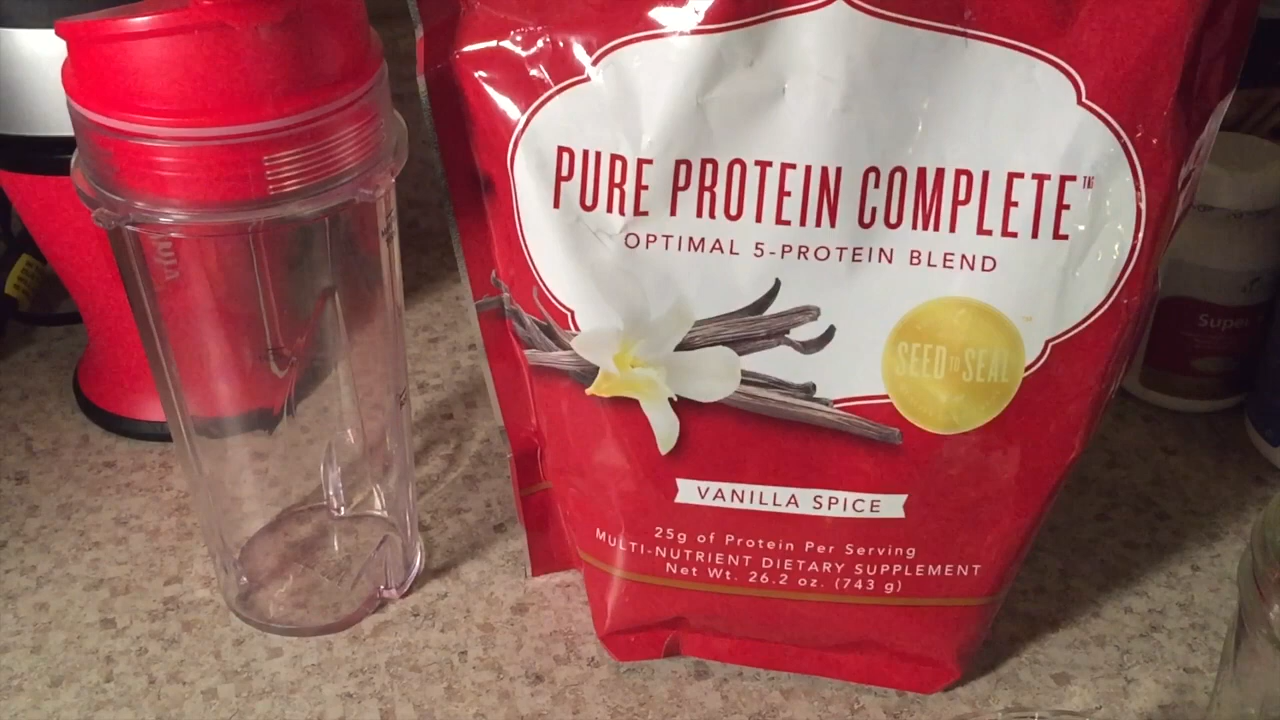 PURE PROTEIN COMPLETE™
OPTIMAL 5-PROTEIN BLEND
SEED TO SEAL
™
VANILLA SPICE
25g of Protein Per Serving
MULTI-NUTRIENT DIETARY SUPPLEMENT
Net Wt. 26.2 oz. (743 g)
Super